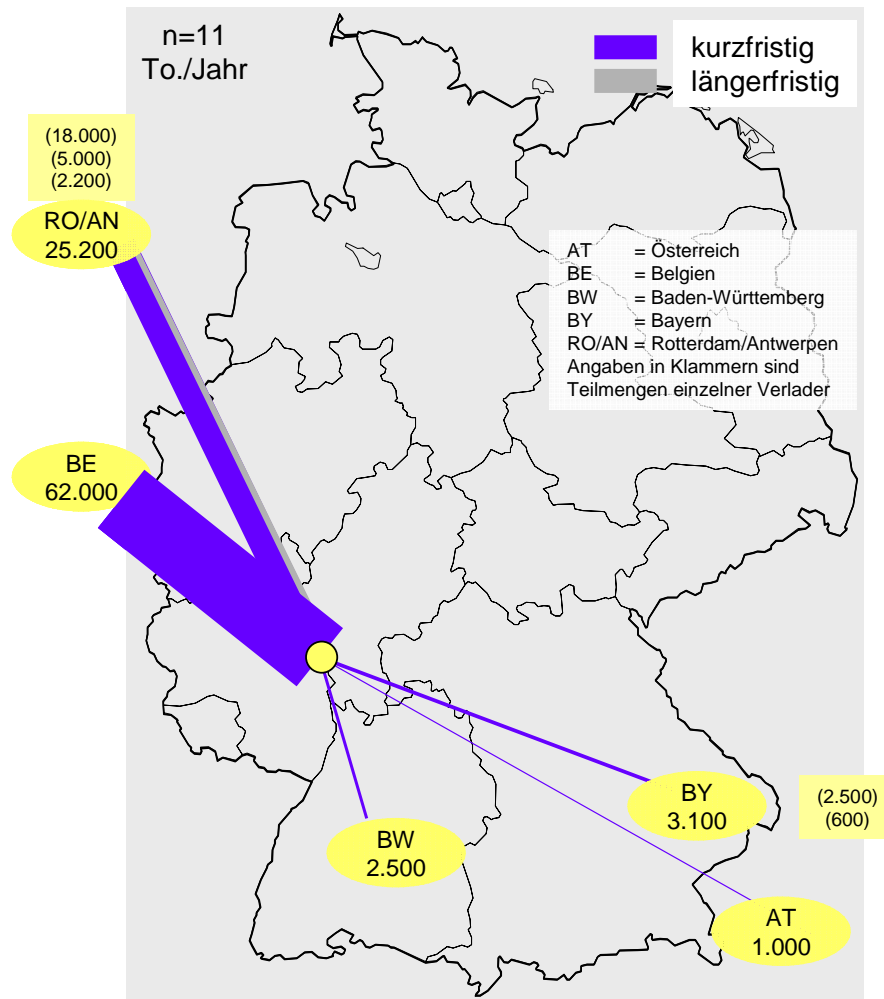 n=11
To./Jahr
kurzfristig
längerfristig
(18.000)
(5.000)
(2.200)
RO/AN
25.200
AT = Österreich
BE = Belgien
BW = Baden-Württemberg
BY = Bayern
RO/AN = Rotterdam/Antwerpen
Angaben in Klammern sind
Teilmengen einzelner Verlader
BE
62.000
BY
3.100
(2.500)
(600)
BW
2.500
AT
1.000